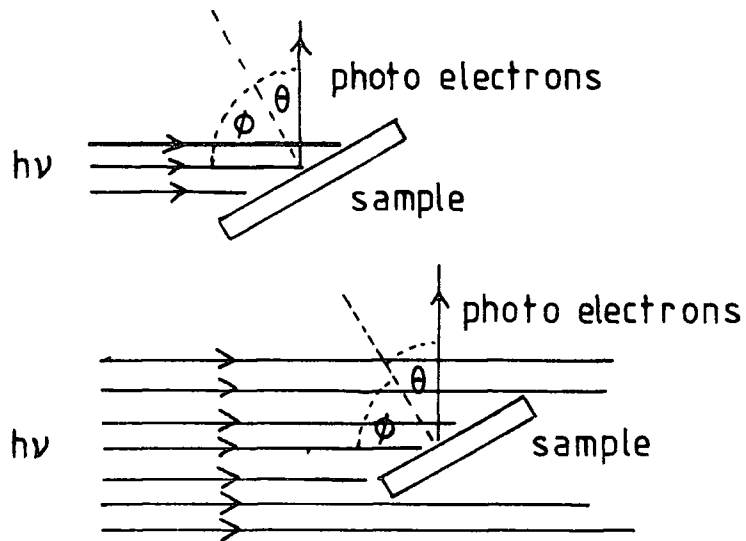 photo electrons
θ
ϕ
hν
sample
photo electrons
θ
ϕ
hν
sample